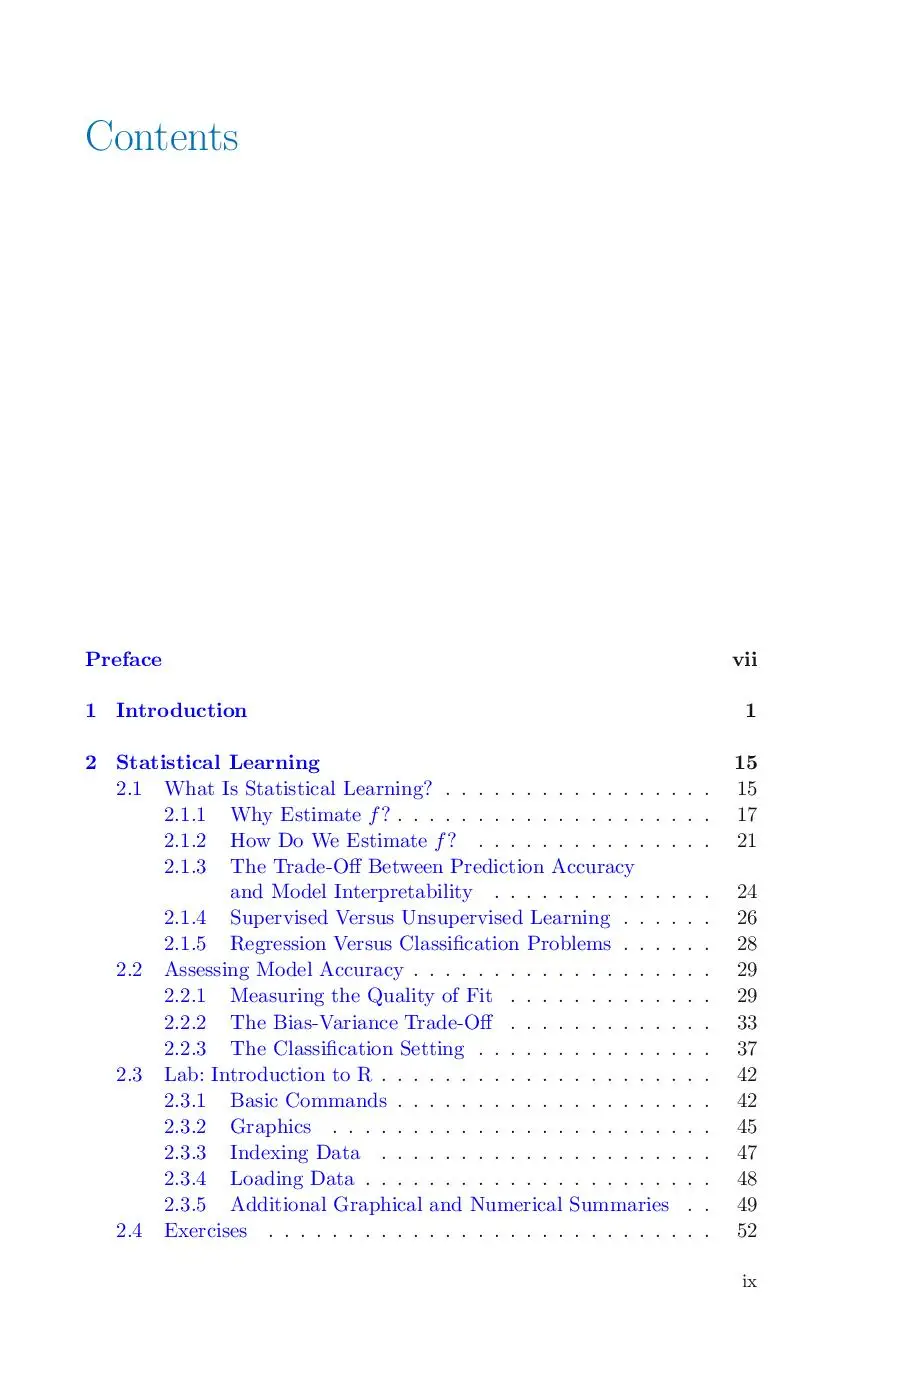 Contents
Preface vii
1 Introduction 1
2 Statistical Learning 15
2.1 What Is Statistical Learning? . . . . . . . . . . . . . . . . . 15
2.1.1 Why Estimate f? . . . . . . . . . . . . . . . . . . . . 17
2.1.2 How Do We Estimate f? . . . . . . . . . . . . . . . 21
2.1.3 The Trade-Off Between Prediction Accuracy
and Model Interpretability . . . . . . . . . . . . . . 24
2.1.4 Supervised Versus Unsupervised Learning . . . . . . 26
2.1.5 Regression Versus Classification Problems . . . . . . 28
2.2 Assessing Model Accuracy . . . . . . . . . . . . . . . . . . . 29
2.2.1 Measuring the Quality of Fit . . . . . . . . . . . . . 29
2.2.2 The Bias-Variance Trade-Off . . . . . . . . . . . . . 33
2.2.3 The Classification Setting . . . . . . . . . . . . . . . 37
2.3 Lab: Introduction to R . . . . . . . . . . . . . . . . . . . . . 42
2.3.1 Basic Commands . . . . . . . . . . . . . . . . . . . . 42
2.3.2 Graphics . . . . . . . . . . . . . . . . . . . . . . . . 45
2.3.3 Indexing Data . . . . . . . . . . . . . . . . . . . . . 47
2.3.4 Loading Data . . . . . . . . . . . . . . . . . . . . . . 48
2.3.5 Additional Graphical and Numerical Summaries . . 49
2.4 Exercises . . . . . . . . . . . . . . . . . . . . . . . . . . . . 52
ix